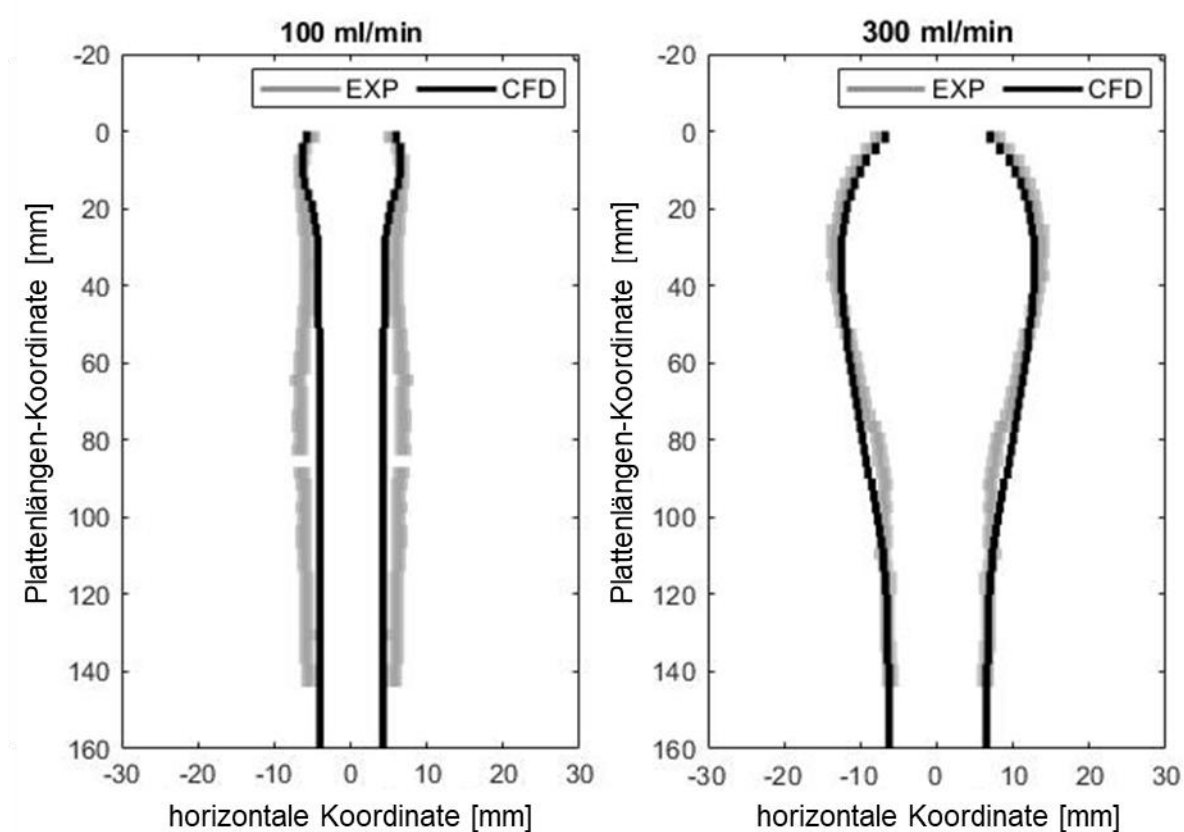 100 ml/min
EXP CFD
Plattenlängen-Koordinate [mm]
-20
0
20
40
60
80
100
120
140
160
-30 -20 -10 0 10 20 30
horizontale Koordinate [mm]
300 ml/min
EXP CFD
Plattenlängen-Koordinate [mm]
-20
0
20
40
60
80
100
120
140
160
-30 -20 -10 0 10 20 30
horizontale Koordinate [mm]